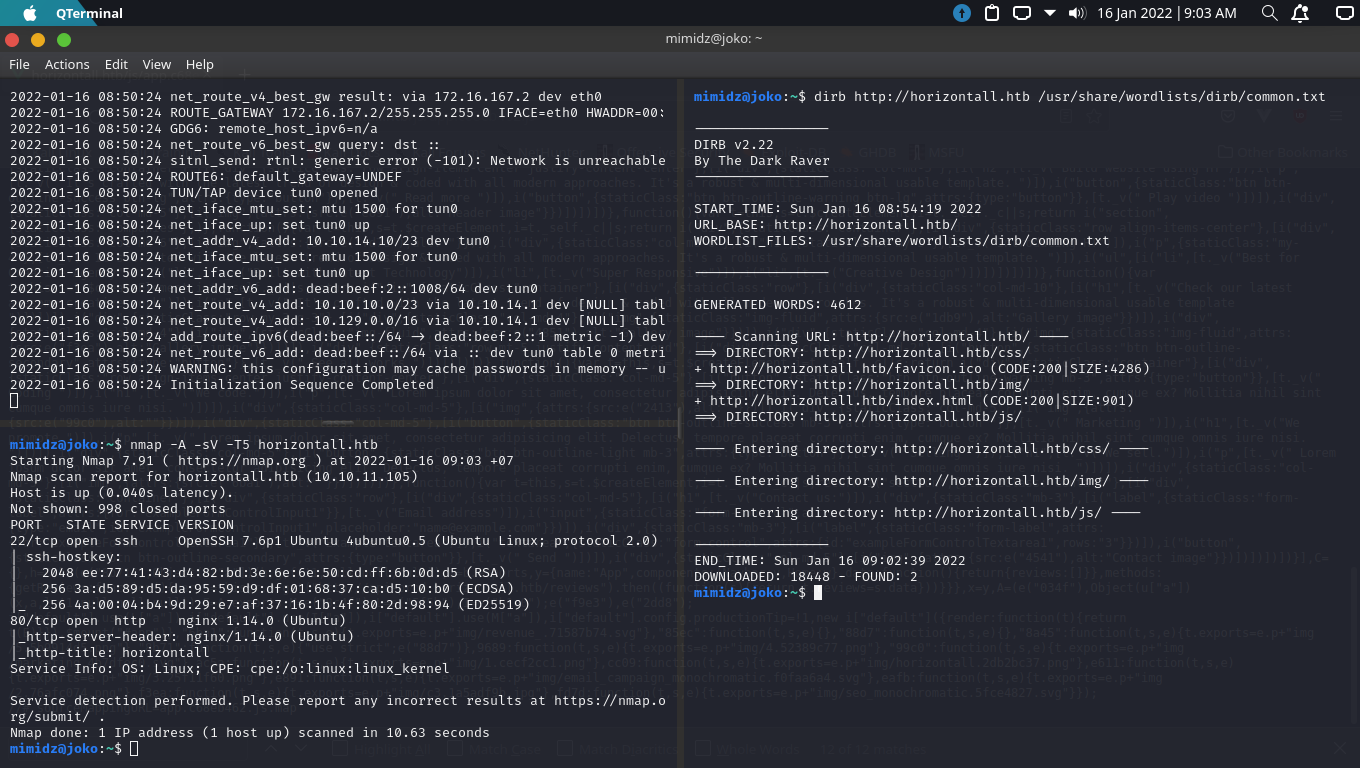 QTerminal
16 Jan 2022 | 9:03 AM
mimidz@joko: ~
File Actions Edit View Help
2022-01-16 08:50:24 net_route_v4_best_gw result: via 172.16.167.2 dev eth0
2022-01-16 08:50:24 ROUTE_GATEWAY 172.16.167.2/255.255.255.0 IFACE=eth0 HWADDR=00:
2022-01-16 08:50:24 GDG6: remote_host_ipv6=n/a
2022-01-16 08:50:24 net_route_v6_best_gw query: dst ::
2022-01-16 08:50:24 sitnl_send: rtnl: generic error (-101): Network is unreachable
2022-01-16 08:50:24 ROUTE6: default_gateway=UNDEF
2022-01-16 08:50:24 TUN/TAP device tun0 opened
2022-01-16 08:50:24 net_iface_mtu_set: mtu 1500 for tun0
2022-01-16 08:50:24 net_iface_up: set tun0 up
2022-01-16 08:50:24 net_addr_v4_add: 10.10.14.10/23 dev tun0
2022-01-16 08:50:24 net_iface_mtu_set: mtu 1500 for tun0
2022-01-16 08:50:24 net_iface_up: set tun0 up
2022-01-16 08:50:24 net_addr_v6_add: dead:beef:2::1008/64 dev tun0
2022-01-16 08:50:24 net_route_v4_add: 10.10.10.0/23 via 10.10.14.1 dev [NULL] tabl
2022-01-16 08:50:24 net_route_v4_add: 10.129.0.0/16 via 10.10.14.1 dev [NULL] tabl
2022-01-16 08:50:24 add_route_ipv6(dead:beef::/64 -> dead:beef:2::1 metric -1) dev
2022-01-16 08:50:24 net_route_v6_add: dead:beef::/64 via :: dev tun0 table 0 metri
2022-01-16 08:50:24 WARNING: this configuration may cache passwords in memory -- u
2022-01-16 08:50:24 Initialization Sequence Completed
mimidz@joko:~$ nmap -A -sV -T5 horizontall.htb
Starting Nmap 7.91 ( https://nmap.org ) at 2022-01-16 09:03 +07
Nmap scan report for horizontall.htb (10.10.11.105)
Host is up (0.040s latency).
Not shown: 998 closed ports
PORT   STATE SERVICE VERSION
22/tcp open  ssh     OpenSSH 7.6p1 Ubuntu 4ubuntu0.5 (Ubuntu Linux; protocol 2.0)
| ssh-hostkey:
|   2048 ee:77:41:43:d4:82:bd:3e:6e:6e:50:cd:ff:6b:0d:d5 (RSA)
|   256 3a:d5:89:d5:da:95:59:d9:df:01:68:37:ca:d5:10:b0 (ECDSA)
|_  256 4a:00:04:b4:9d:29:e7:af:37:16:1b:4f:80:2d:98:94 (ED25519)
80/tcp open  http    nginx 1.14.0 (Ubuntu)
|_http-server-header: nginx/1.14.0 (Ubuntu)
|_http-title: horizontall
Service Info: OS: Linux; CPE: cpe:/o:linux:linux_kernel
Service detection performed. Please report any incorrect results at https://nmap.o
rg/submit/ .
Nmap done: 1 IP address (1 host up) scanned in 10.63 seconds
mimidz@joko:~$
mimidz@joko:~$ dirb http://horizontall.htb /usr/share/wordlists/dirb/common.txt
-----------------
DIRB v2.22
By The Dark Raver
-----------------
START_TIME: Sun Jan 16 08:54:19 2022
URL_BASE: http://horizontall.htb/
WORDLIST_FILES: /usr/share/wordlists/dirb/common.txt
-----------------
GENERATED WORDS: 4612
---- Scanning URL: http://horizontall.htb/ ----
==> DIRECTORY: http://horizontall.htb/css/
+ http://horizontall.htb/favicon.ico (CODE:200|SIZE:4286)
==> DIRECTORY: http://horizontall.htb/img/
+ http://horizontall.htb/index.html (CODE:200|SIZE:901)
==> DIRECTORY: http://horizontall.htb/js/
---- Entering directory: http://horizontall.htb/css/ ----
---- Entering directory: http://horizontall.htb/img/ ----
---- Entering directory: http://horizontall.htb/js/ ----
-----------------
END_TIME: Sun Jan 16 09:02:39 2022
DOWNLOADED: 18448 - FOUND: 2
mimidz@joko:~$